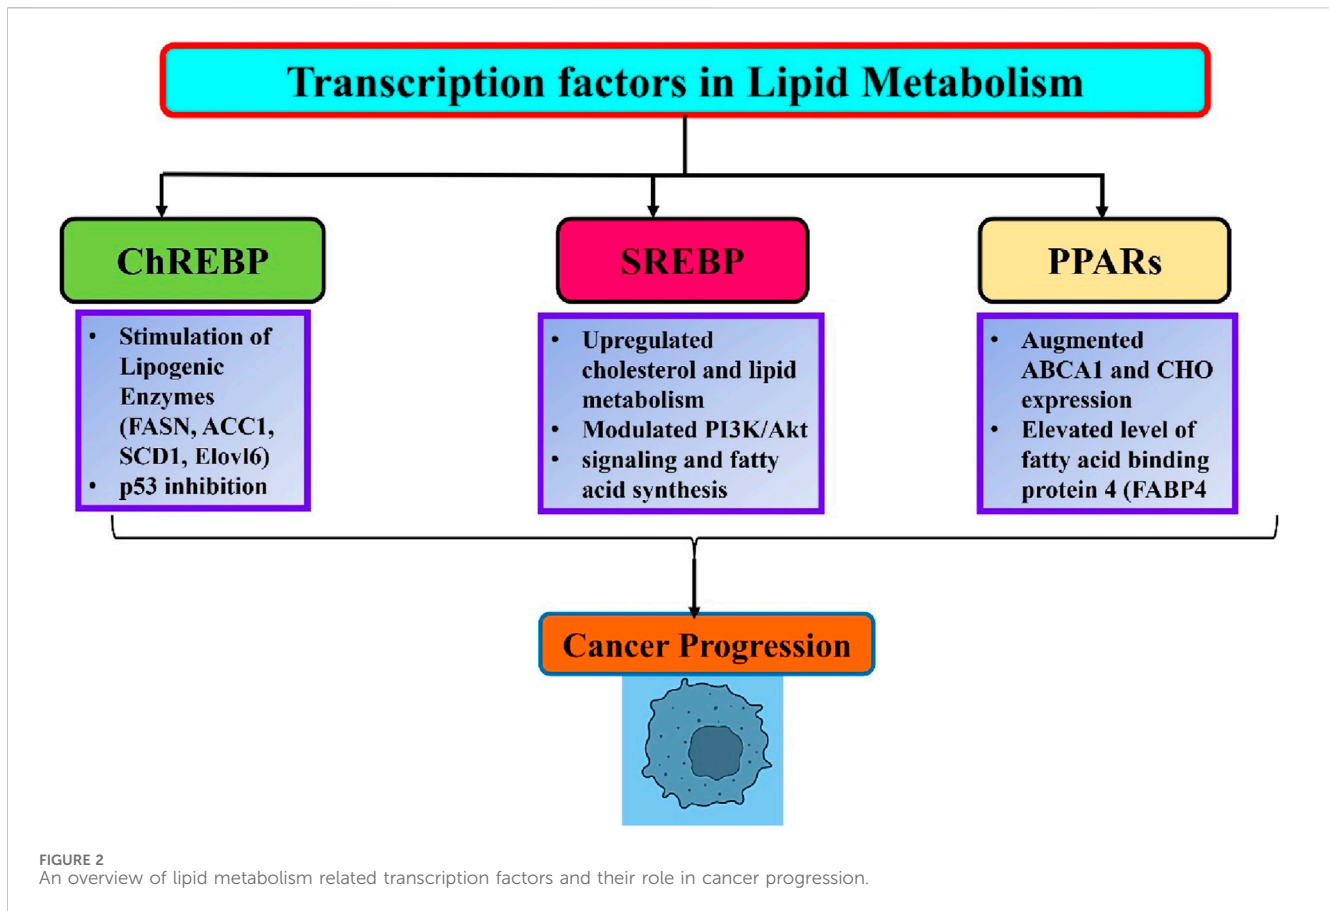 Transcription factors in Lipid Metabolism
ChREBP
• Stimulation of
Lipogenic
Enzymes
(FASN, ACC1,
SCD1, Elovl6)
• p53 inhibition
SREBP
• Upregulated
cholesterol and lipid
metabolism
• Modulated PI3K/Akt
• signaling and fatty
acid synthesis
PPARs
• Augmented
ABCA1 and CHO
expression
• Elevated level of
fatty acid binding
protein 4 (FABP4
Cancer Progression
FIGURE 2
An overview of lipid metabolism related transcription factors and their role in cancer progression.